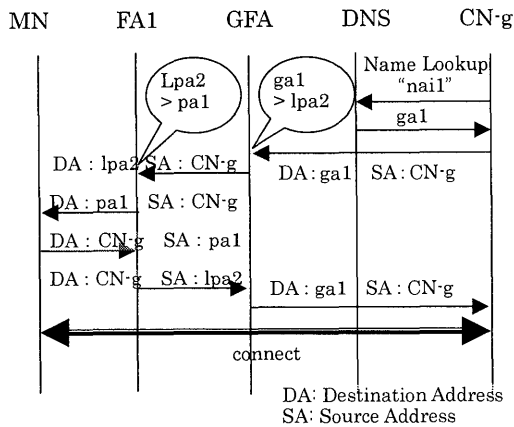 MN FA1 GFA DNS CN-g
Name Lookup
"nai1"
Lpa2
> pa1
ga1
> lpa2
ga1
DA : lpa2 SA : CN-g
DA : ga1 SA : CN-g
DA : pa1 SA : CN-g
DA : CN-g SA : pa1
DA : CN-g SA : lpa2
DA : ga1 SA : CN-g
connect
DA: Destination Address
SA: Source Address